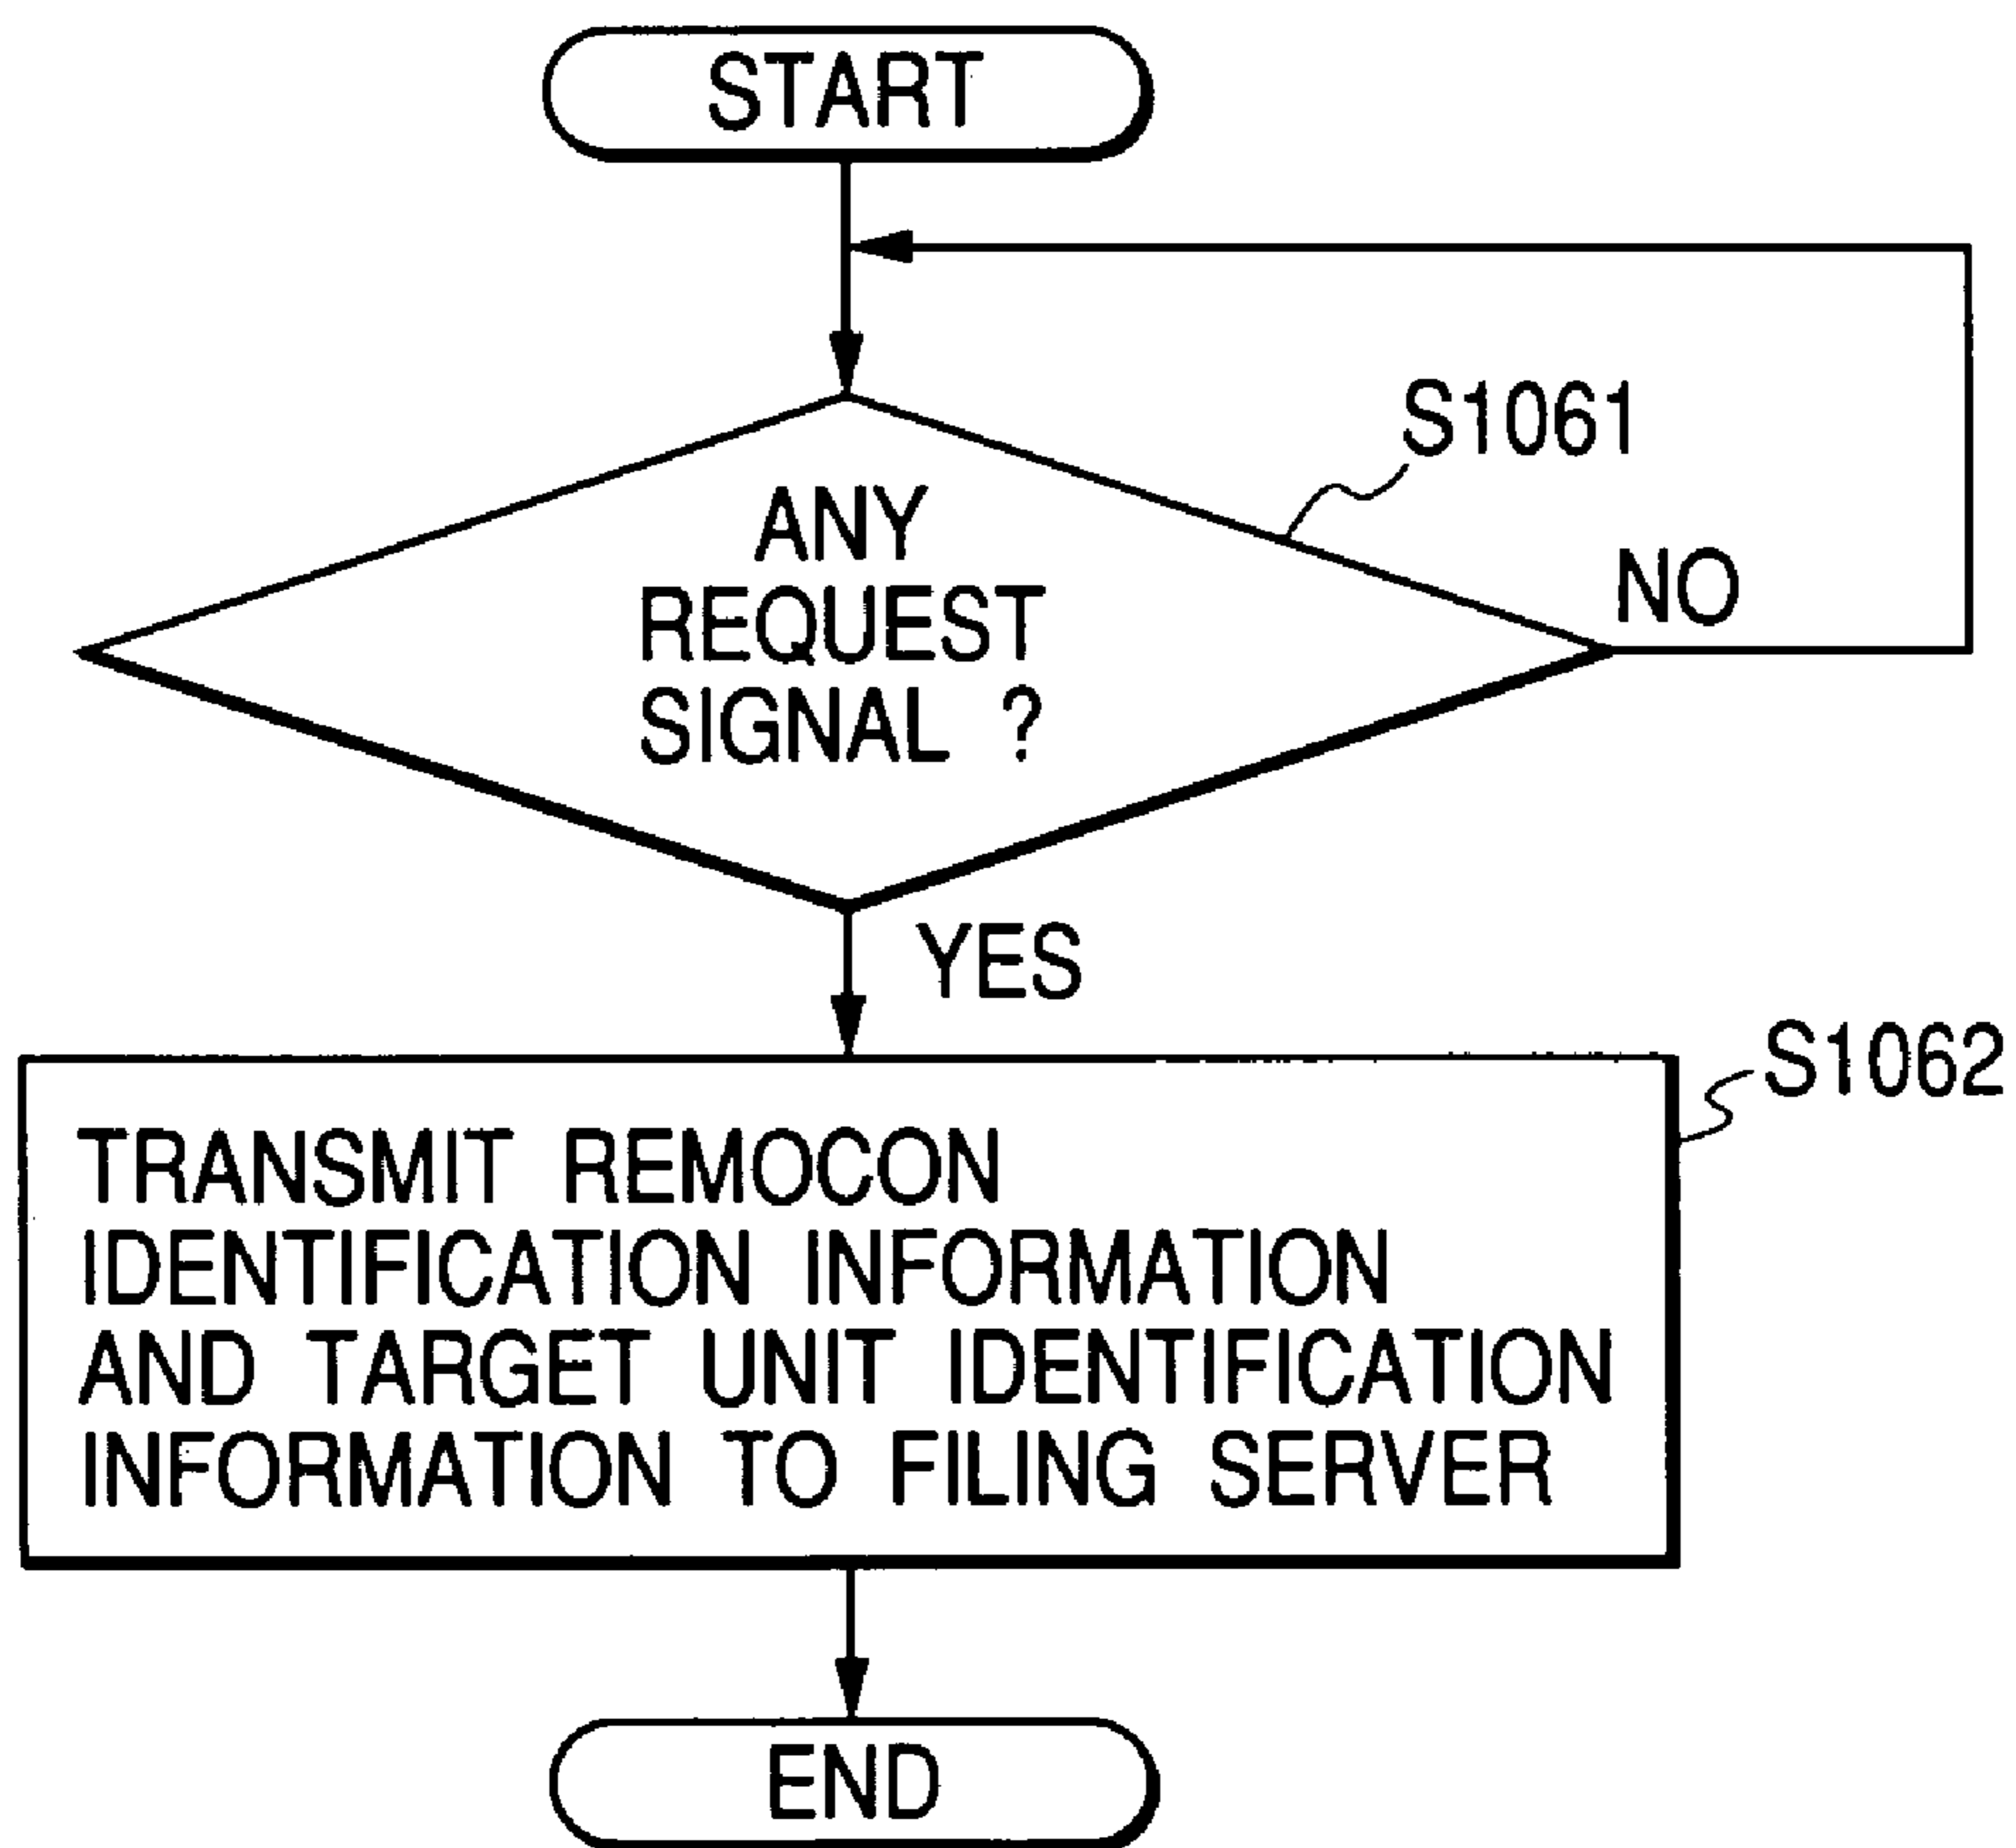 START
S1061
ANY
REQUEST
SIGNAL ?
NO
YES
S1062
TRANSMIT REMOCON
IDENTIFICATION INFORMATION
AND TARGET UNIT IDENTIFICATION
INFORMATION TO FILING SERVER
END